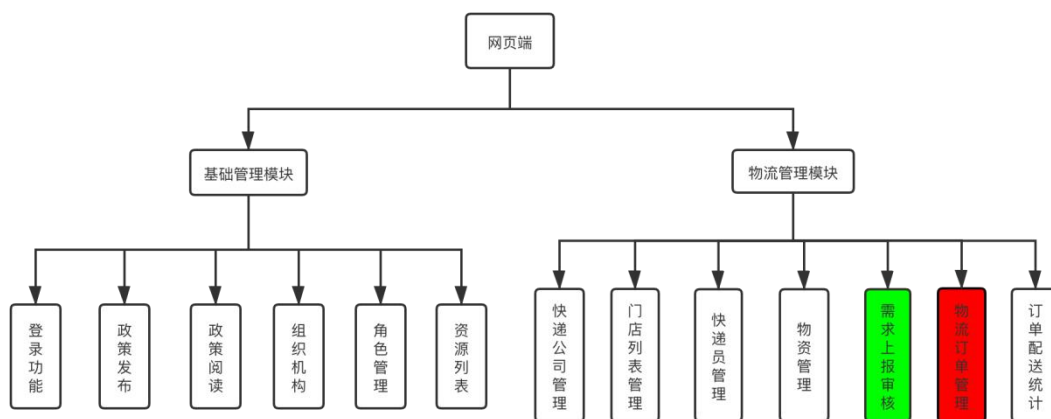 网页端
基础管理模块
物流管理模块
登录功能
政策发布
政策阅读
组织机构
角色管理
资源列表
快递公司管理
门店列表管理
快递员管理
物资管理
需求上报审核
物流订单管理
订单配送统计